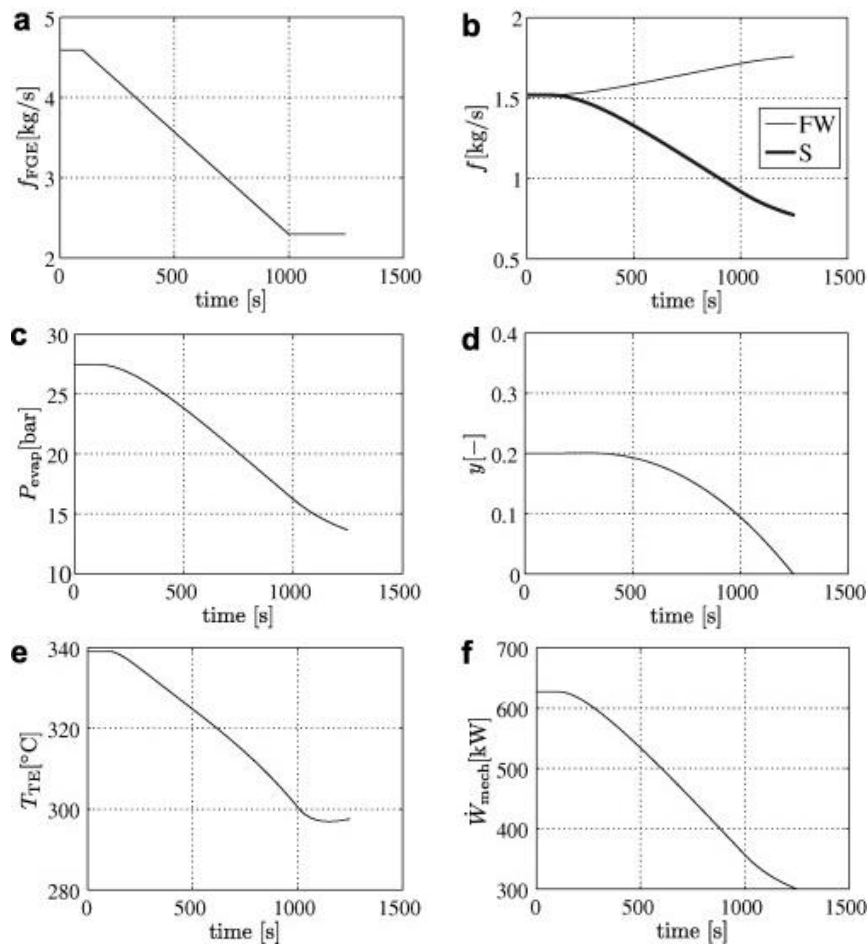 a
5
4
3
2
f_FGE[kg/s]
0 500 1000 1500
time [s]
b
2
1.5
1
0.5
f[kg/s]
FW
S
0 500 1000 1500
time [s]
c
30
25
20
15
10
P_evap[bar]
0 500 1000 1500
time [s]
d
0.4
0.3
0.2
0.1
0
y[−]
0 500 1000 1500
time [s]
e
340
320
300
280
T_TE[°C]
0 500 1000 1500
time [s]
f
700
600
500
400
300
Ẇ_mech[kW]
0 500 1000 1500
time [s]